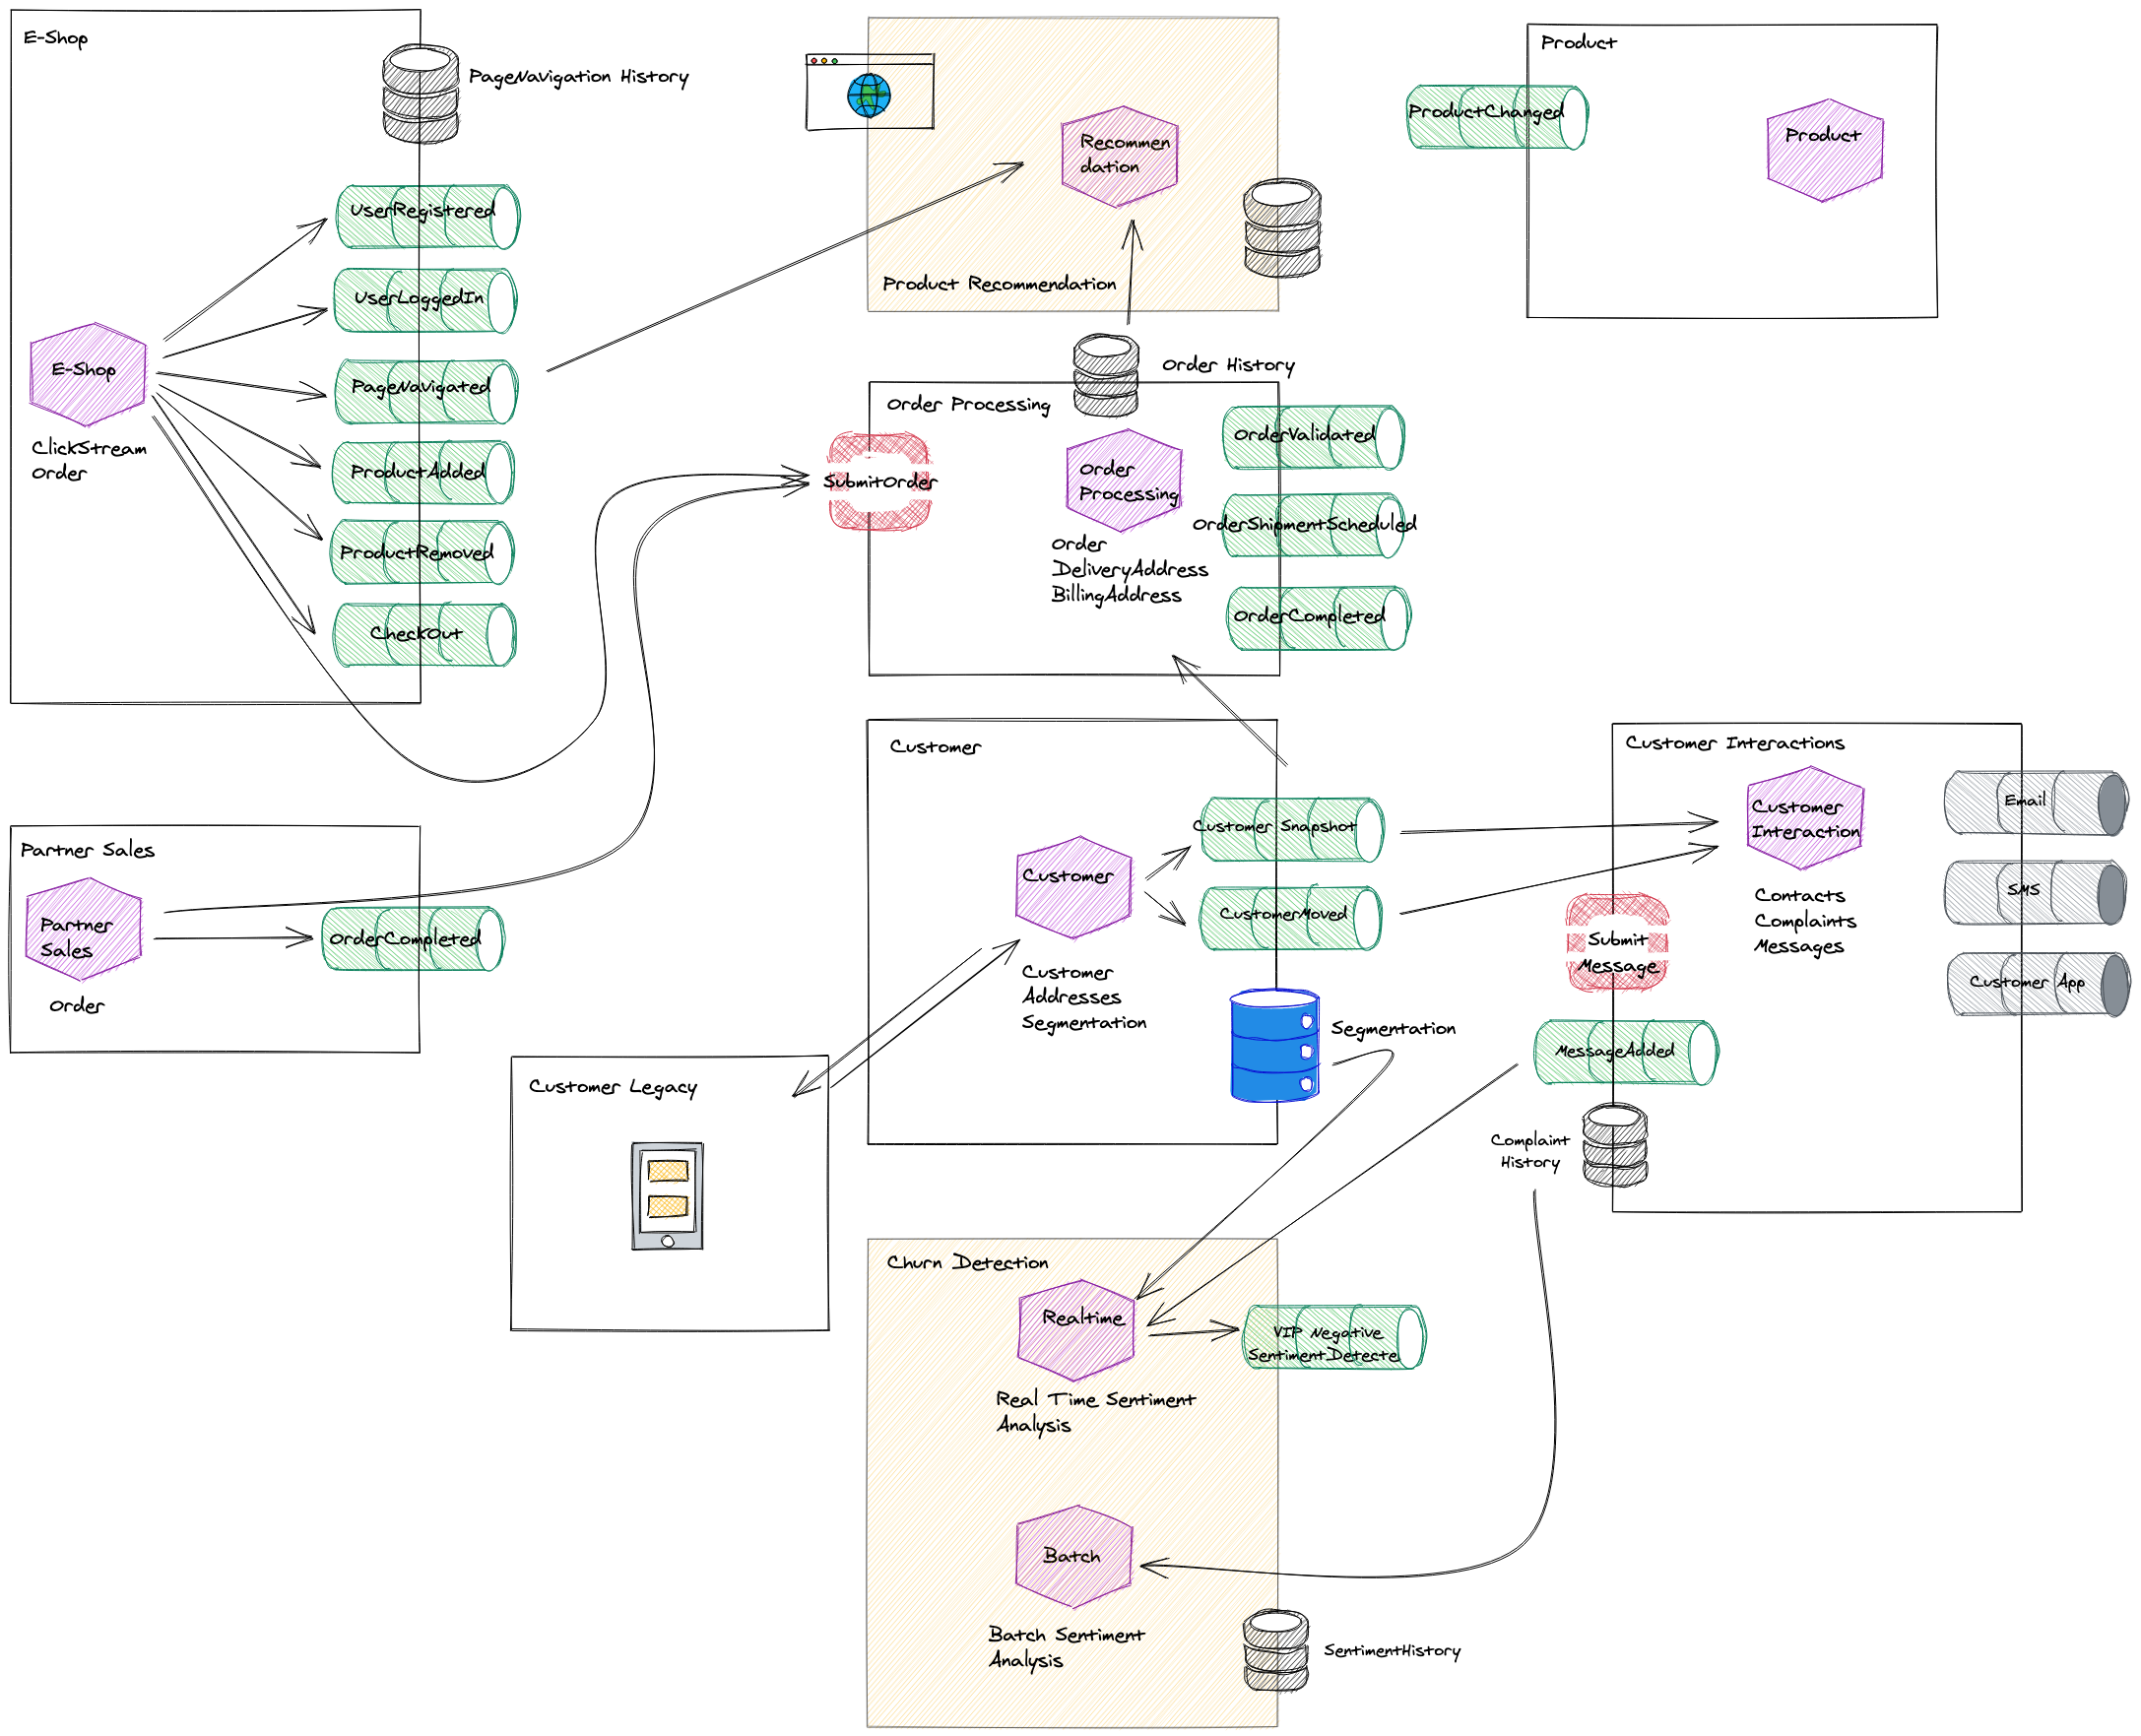 E-Shop
PageNavigation History
UserRegistered
UserLoggedIn
PageNavigated
ProductAdded
ProductRemoved
CheckOut
E-Shop
ClickStream
Order
Recommen
dation
Product Recommendation
Product
ProductChanged
Product
Order History
Order Processing
SubmitOrder
Order
Processing
Order
DeliveryAddress
BillingAddress
OrderValidated
OrderShipmentScheduled
OrderCompleted
Partner Sales
Partner
Sales
Order
OrderCompleted
Customer
Customer
Customer
Addresses
Segmentation
Customer Snapshot
CustomerMoved
Segmentation
Customer Interactions
Customer
Interaction
Contacts
Complaints
Messages
Email
SMS
Customer App
Submit
Message
MessageAdded
Complaint
History
Customer Legacy
Churn Detection
Realtime
Real Time Sentiment
Analysis
VIP Negative
SentimentDetecte
Batch
Batch Sentiment
Analysis
SentimentHistory